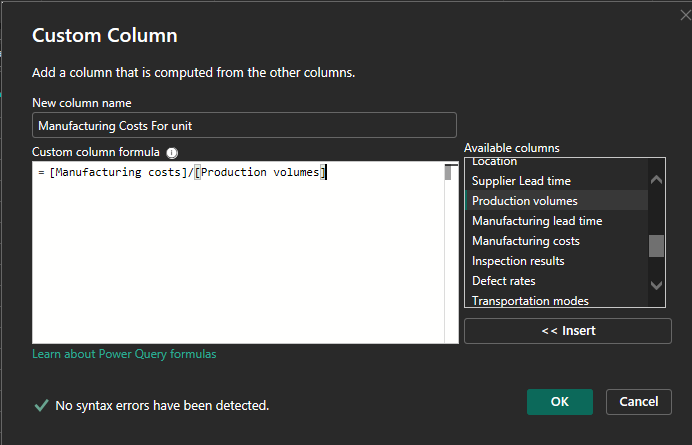 Custom Column
Add a column that is computed from the other columns.
New column name
Manufacturing Costs For unit
Custom column formula
= [Manufacturing costs]/[Production volumes]
Available columns
Location
Supplier Lead time
Production volumes
Manufacturing lead time
Manufacturing costs
Inspection results
Defect rates
Transportation modes
<< Insert
Learn about Power Query formulas
No syntax errors have been detected.
OK
Cancel